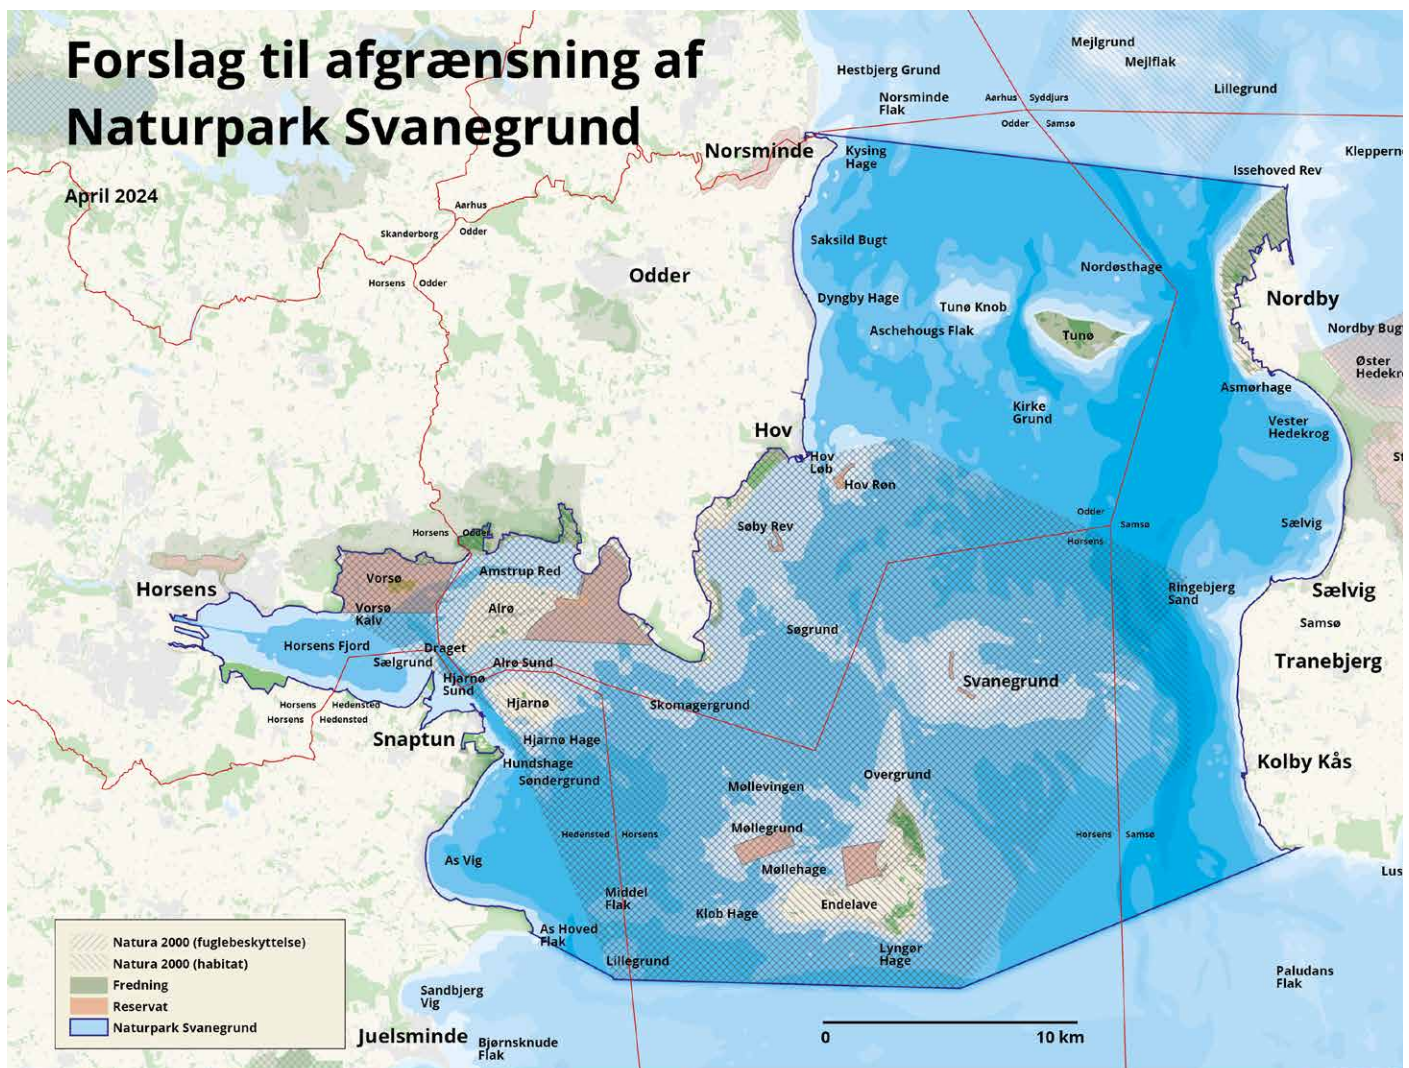 Forslag til afgrænsning af
Naturpark Svanegrund
April 2024
Mejlgrund
Mejlflak
Hestbjerg Grund
Lillegrund
Norsminde
Flak
Aarhus
Syddjurs
Odder
Samsø
Norsminde
Kysing
Hage
Issehoved Rev
Aarhus
Odder
Skanderborg
Horsens
Odder
Saksild Bugt
Odder
Nordøsthage
Nordby
Dyngby Hage
Tunø Knob
Aschehougs Flak
Tunø
Nordby Bugt
Øster
Asmørhage
Kirke
Grund
Vester
Hedekrog
Hov
Hov
Løb
Hov Røn
Søby Rev
Odder
Samsø
Horsens
Sælvig
Horsens
Odder
Amstrup Red
Horsens
Vorsø
Vorsø
Kalv
Alrø
Ringebjerg
Sand
Sælvig
Samsø
Søgrund
Horsens Fjord
Draget
Sælgrund
Alrø Sund
Tranebjerg
Hjarnø
Sund
Svanegrund
Hjarnø
Skomagergrund
Horsens
Hedensted
Horsens
Hedensted
Snaptun
Hjarnø Hage
Hundshage
Søndergrund
Kolby Kås
Overgrund
Møllevingen
Møllegrund
Hedensted
Horsens
Horsens
Samsø
As Vig
Møllehage
Middel
Flak
Klob Hage
Endelave
As Hoved
Flak
Lillegrund
Lyngør
Hage
Paludans
Flak
Sandbjerg
Vig
Juelsminde
Bjørnsknude
Flak
Natura 2000 (fuglebeskyttelse)
Natura 2000 (habitat)
Fredning
Reservat
Naturpark Svanegrund
0
10 km